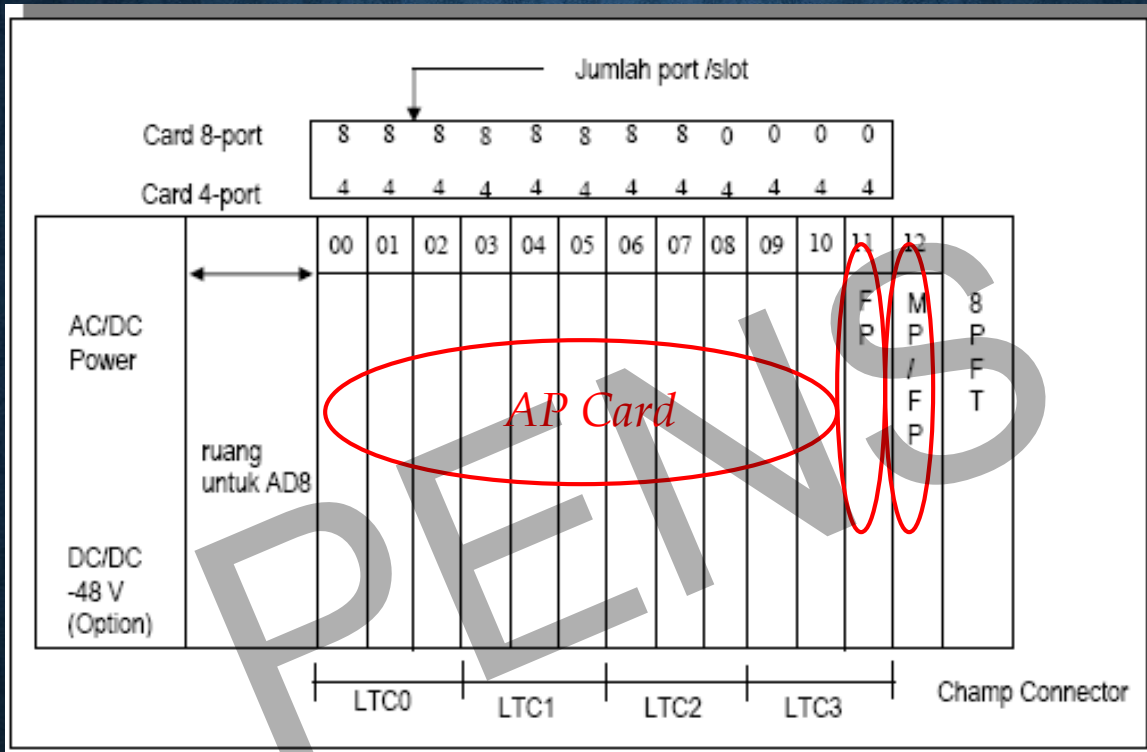 Jumlah port /slot
Card 8-port 8 8 8 8 8 8 8 8 0 0 0 0
Card 4-port 4 4 4 4 4 4 4 4 4 4 4 4
00 01 02 03 04 05 06 07 08 09 10 11 12
AC/DC
Power
ruang
untuk AD8
DC/DC
-48 V
(Option)
AP Card
F
P
M
P
/
F
P
8
P
F
T
PENS
LTC0 LTC1 LTC2 LTC3 Champ Connector